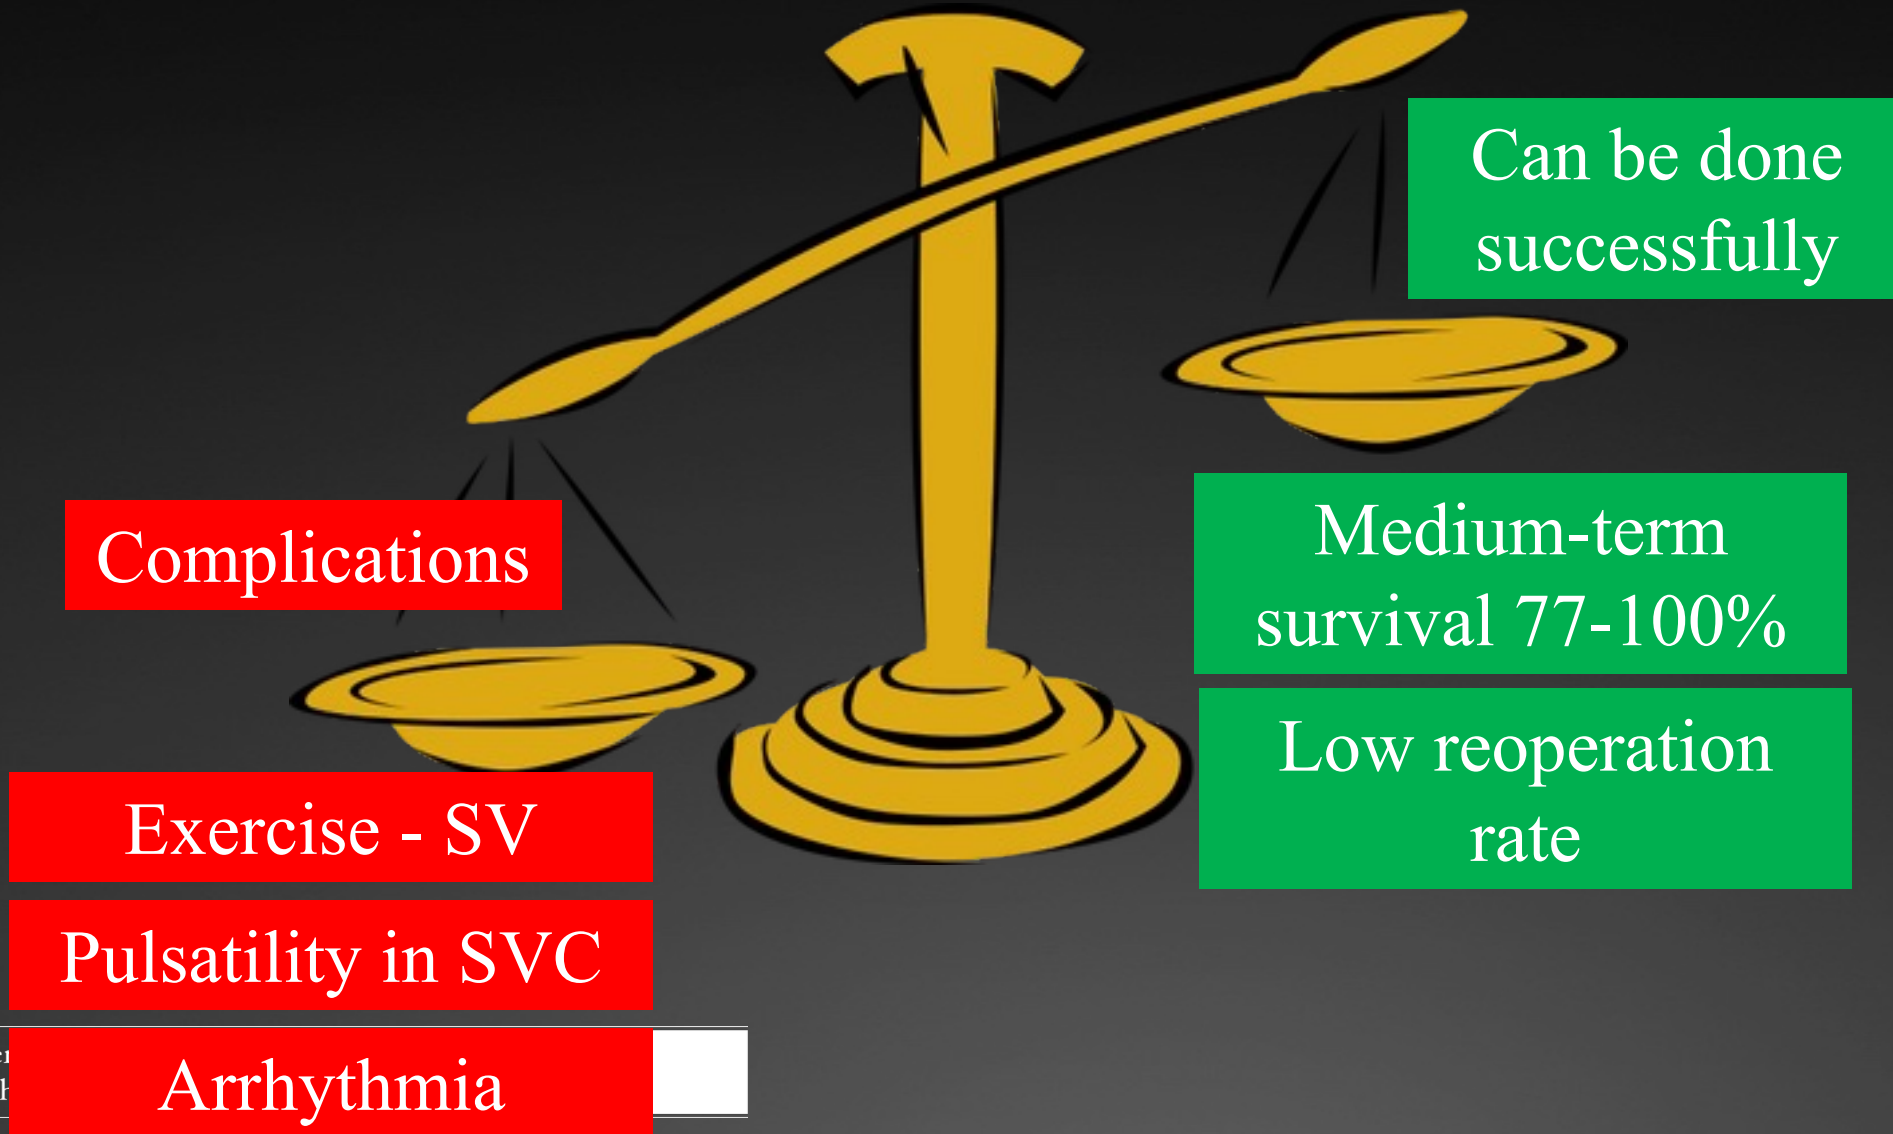 Can be done
successfully
Complications
Medium-term
survival 77-100%
Low reoperation
rate
Exercise - SV
Pulsatility in SVC
Arrhythmia